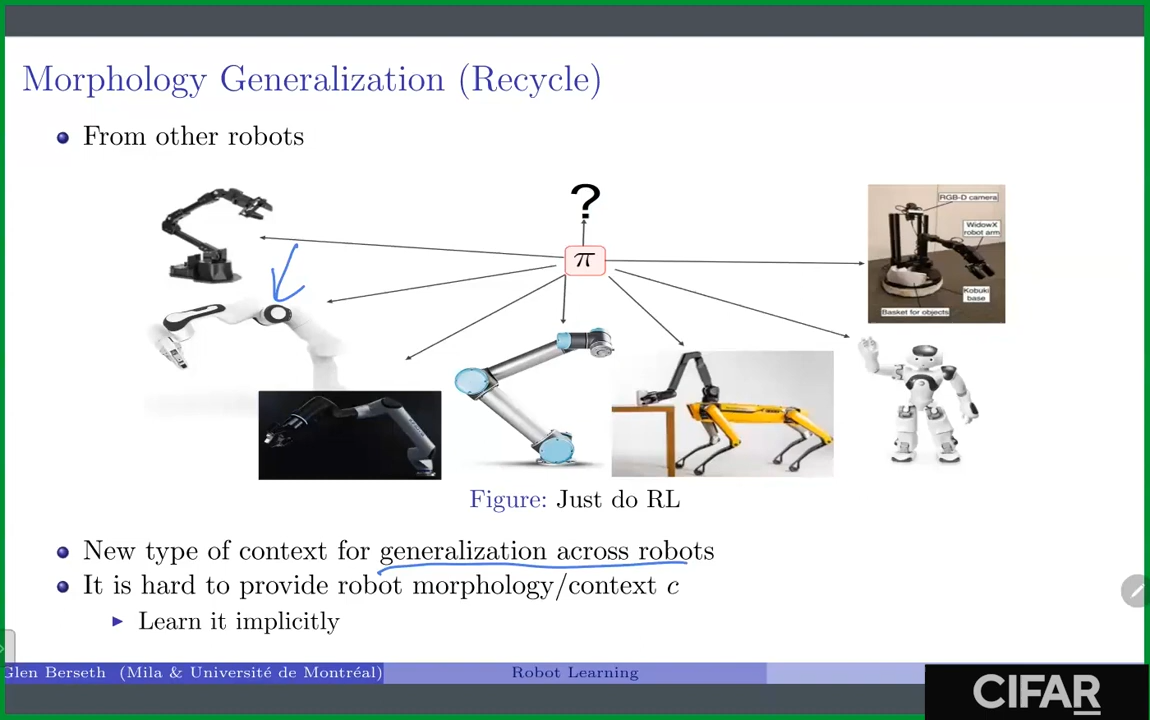 Morphology Generalization (Recycle)
From other robots
?
π
RGB-D camera
WidowX
robot arm
Kobuki
base
Basket for objects
Figure: Just do RL
New type of context for generalization across robots
It is hard to provide robot morphology/context c
Learn it implicitly
Glen Berseth (Mila & Université de Montréal)
Robot Learning
CIFAR